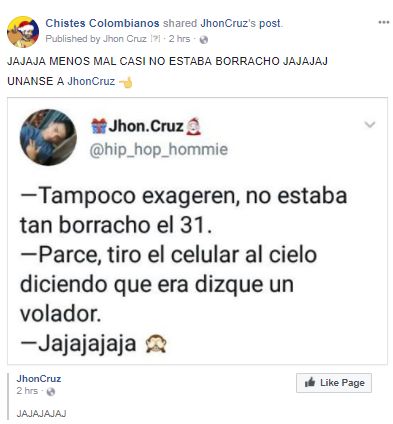 Chistes Colombianos shared JhonCruz's post.
Published by Jhon Cruz [?] · 2 hrs ·
JAJAJA MENOS MAL CASI NO ESTABA BORRACHO JAJAJAJ
UNANSE A JhonCruz 👈
🎁Jhon.Cruz🎅
@hip_hop_hommie
—Tampoco exageren, no estaba
tan borracho el 31.
—Parce, tiro el celular al cielo
diciendo que era dizque un
volador.
—Jajajajaja 🙈
JhonCruz
2 hrs ·
Like Page
JAJAJAJAJ